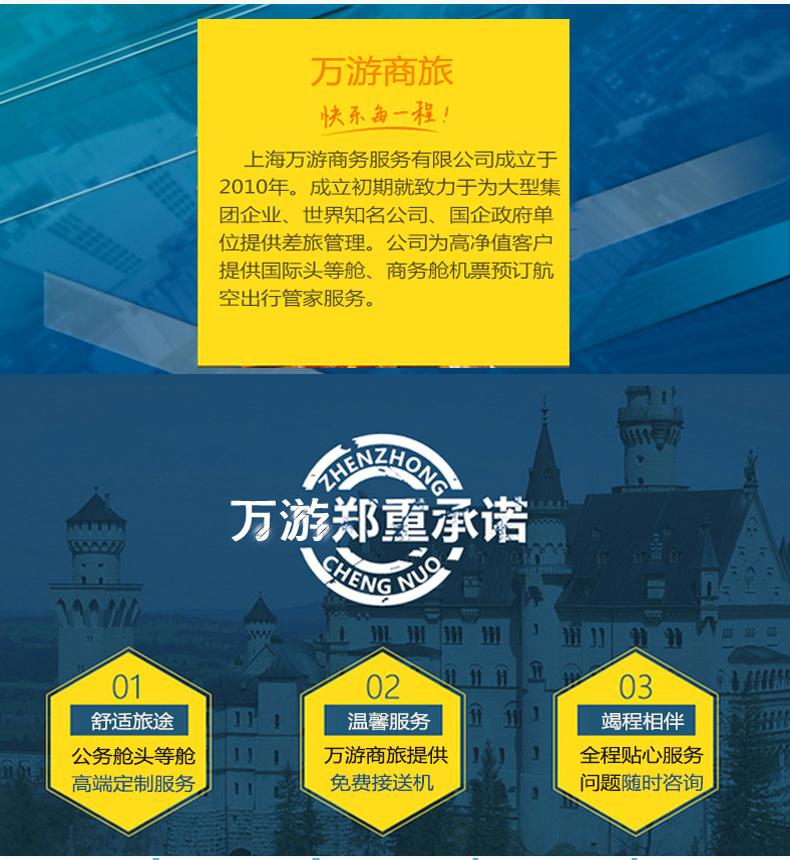 万游商旅
快乐每一程!
上海万游商务服务有限公司成立于
2010年。成立初期就致力于为大型集
团企业、世界知名公司、国企政府单
位提供差旅管理。公司为高净值客户
提供国际头等舱、商务舱机票预订航
空出行管家服务。
ZHENZHONG
万游郑重承诺
CHENG NUO
01
舒适旅途
公务舱头等舱
高端定制服务
02
温馨服务
万游商旅提供
免费接送机
03
竭程相伴
全程贴心服务
问题随时咨询